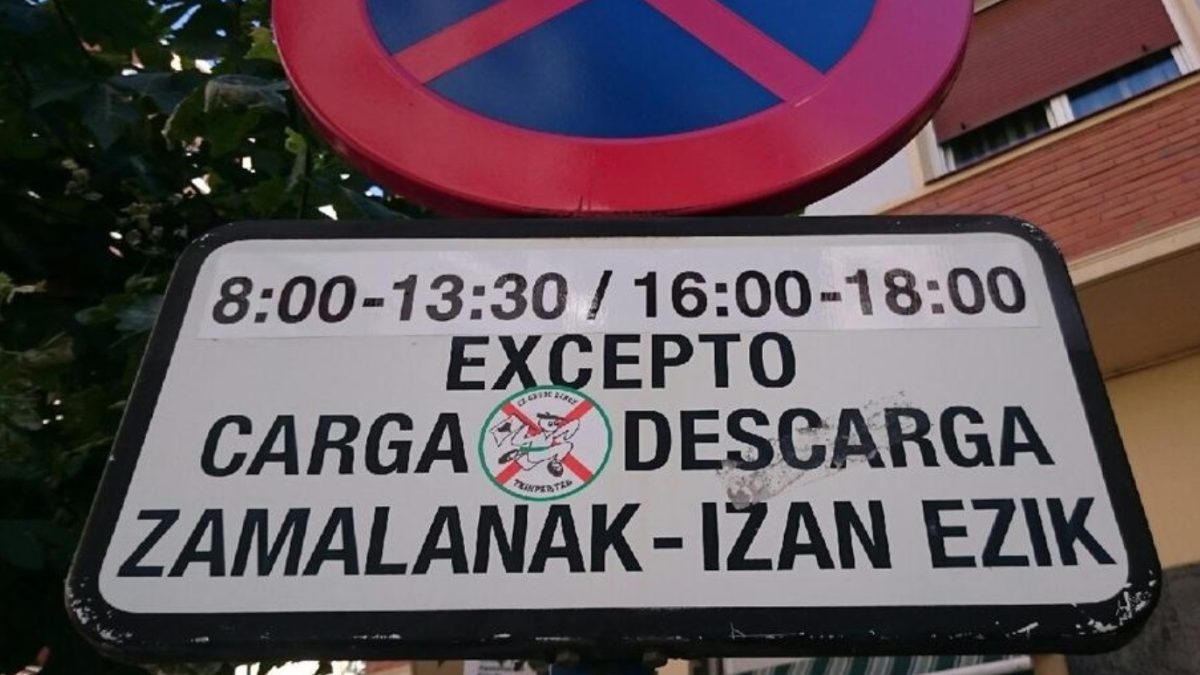 8:00-13:30 / 16:00-18:00
EXCEPTO
CARGA DESCARGA
ZAMALANAK-IZAN EZIK